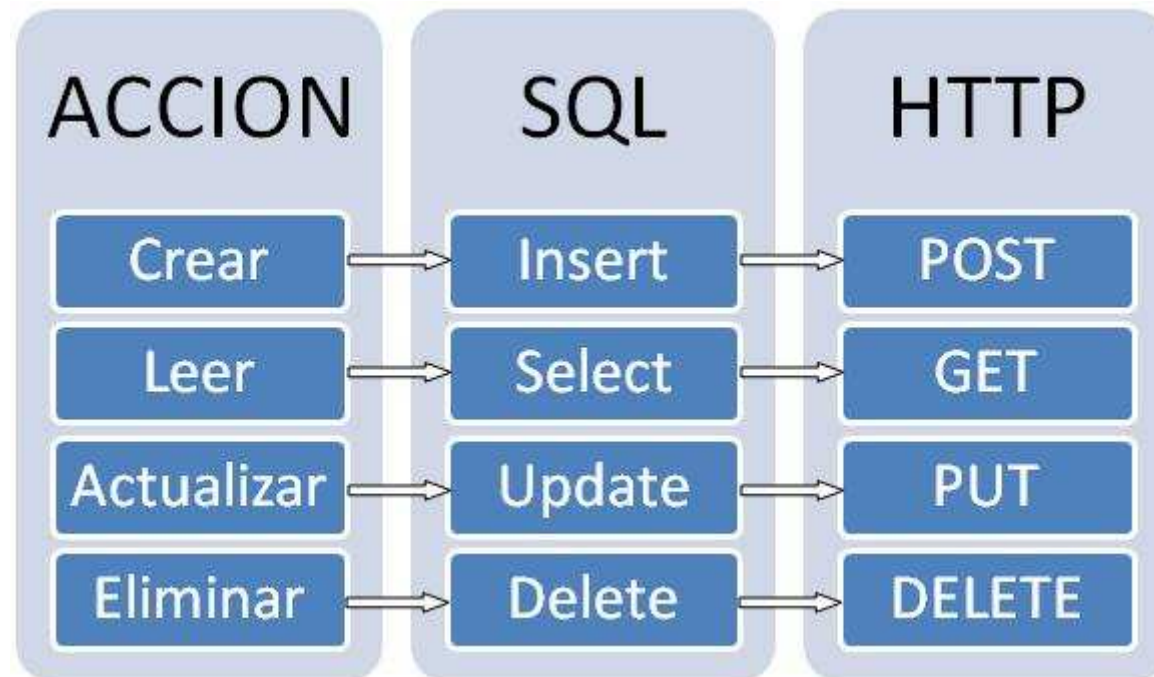 ACCION SQL HTTP
Crear Insert POST
Leer Select GET
Actualizar Update PUT
Eliminar Delete DELETE